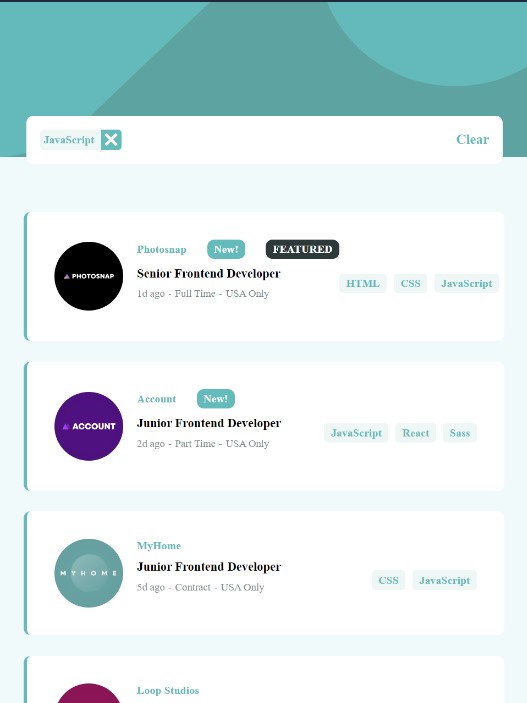 JavaScript
Clear
PHOTOSNAP
Photosnap New! FEATURED
Senior Frontend Developer
1d ago - Full Time - USA Only
HTML CSS JavaScript
ACCOUNT
Account New!
Junior Frontend Developer
2d ago - Part Time - USA Only
JavaScript React Sass
MYHOME
MyHome
Junior Frontend Developer
5d ago - Contract - USA Only
CSS JavaScript
Loop Studios